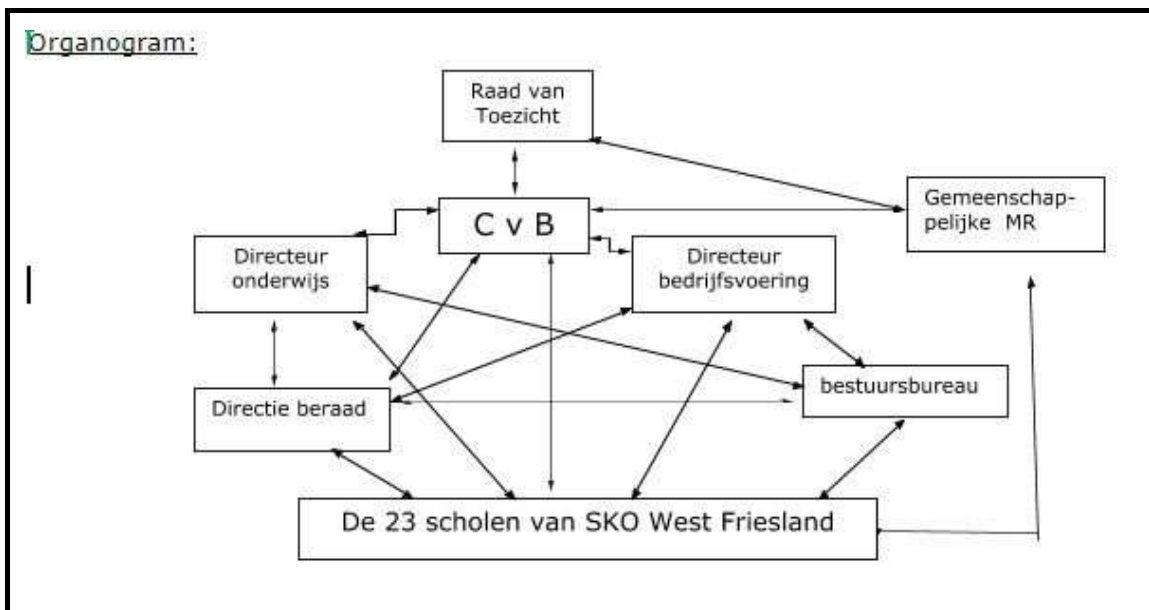 Organogram:
Raad van
Toezicht
Gemeenschap-
pelijke MR
C v B
Directeur
onderwijs
Directeur
bedrijfsvoering
bestuursbureau
Directie beraad
De 23 scholen van SKO West Friesland